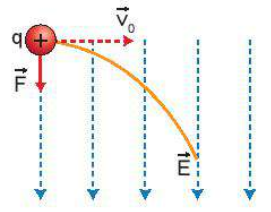 v⃗₀
q +
F⃗
E⃗